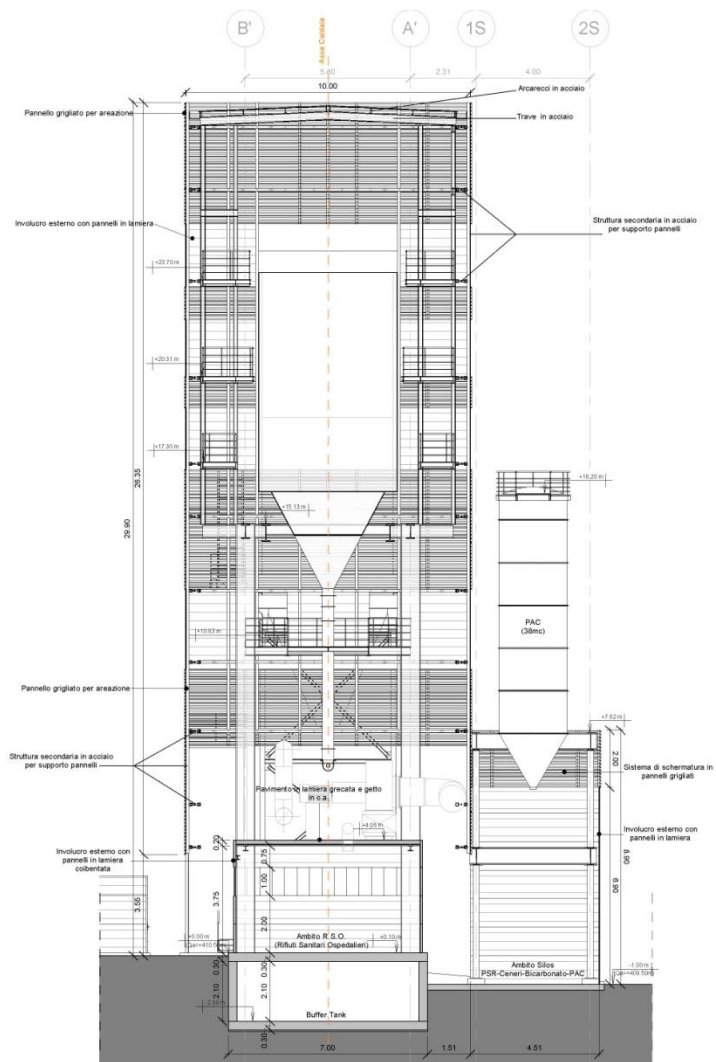 B'
A'
1S
2S
Asse Caldaia
5.80
2.31
4.00
10.00
Arcarecci in acciaio
Pannello grigliato per areazione
Trave in acciaio
Involucro esterno con pannelli in lamiera
Struttura secondaria in acciaio
per supporto pannelli
+23.70 m
+20.31 m
+17.30 m
26.35
29.90
+16.20 m
+15.13 m
PAC
(38mc)
+10.83 m
Pannello grigliato per areazione
+7.92 m
2.00
Struttura secondaria in acciaio
per supporto pannelli
Sistema di schermatura in
pannelli grigliati
Pavimento in lamiera grecata e getto
in o.a.
+4.05 m
Involucro esterno con
pannelli in lamiera
coibentata
Involucro esterno con
pannelli in lamiera
0.20
0.75
1.00
8.90
6.90
3.75
3.55
2.00
+0.00 m
Ambito R.S.O.
(Rifiuti Sanitari Ospedalieri)
+0.10 m
0.30
0.30
Ambito Silos
PSR-Ceneri-Bicarbonato-PAC
-1.00 m
2.10
2.10
Buffer Tank
0.30
7.00
1.51
4.51